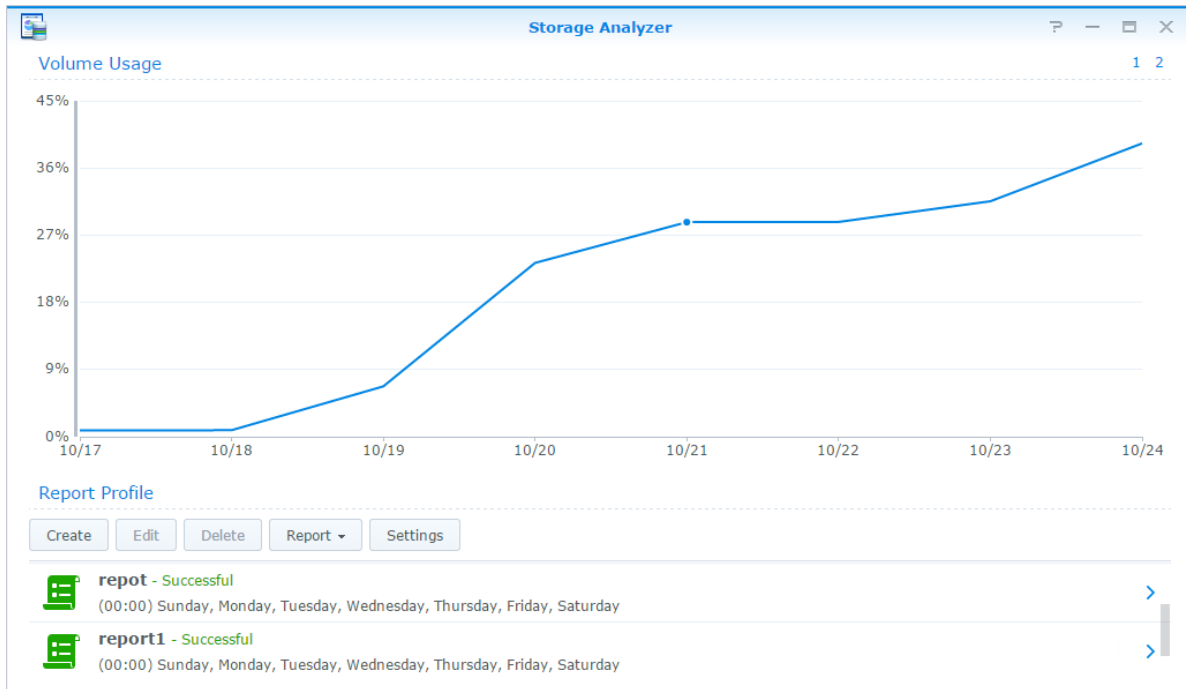 Storage Analyzer
?
Volume Usage
1 2
45%
36%
27%
18%
9%
0%
10/17 10/18 10/19 10/20 10/21 10/22 10/23 10/24
Report Profile
Create Edit Delete Report Settings
repot - Successful
(00:00) Sunday, Monday, Tuesday, Wednesday, Thursday, Friday, Saturday
report1 - Successful
(00:00) Sunday, Monday, Tuesday, Wednesday, Thursday, Friday, Saturday